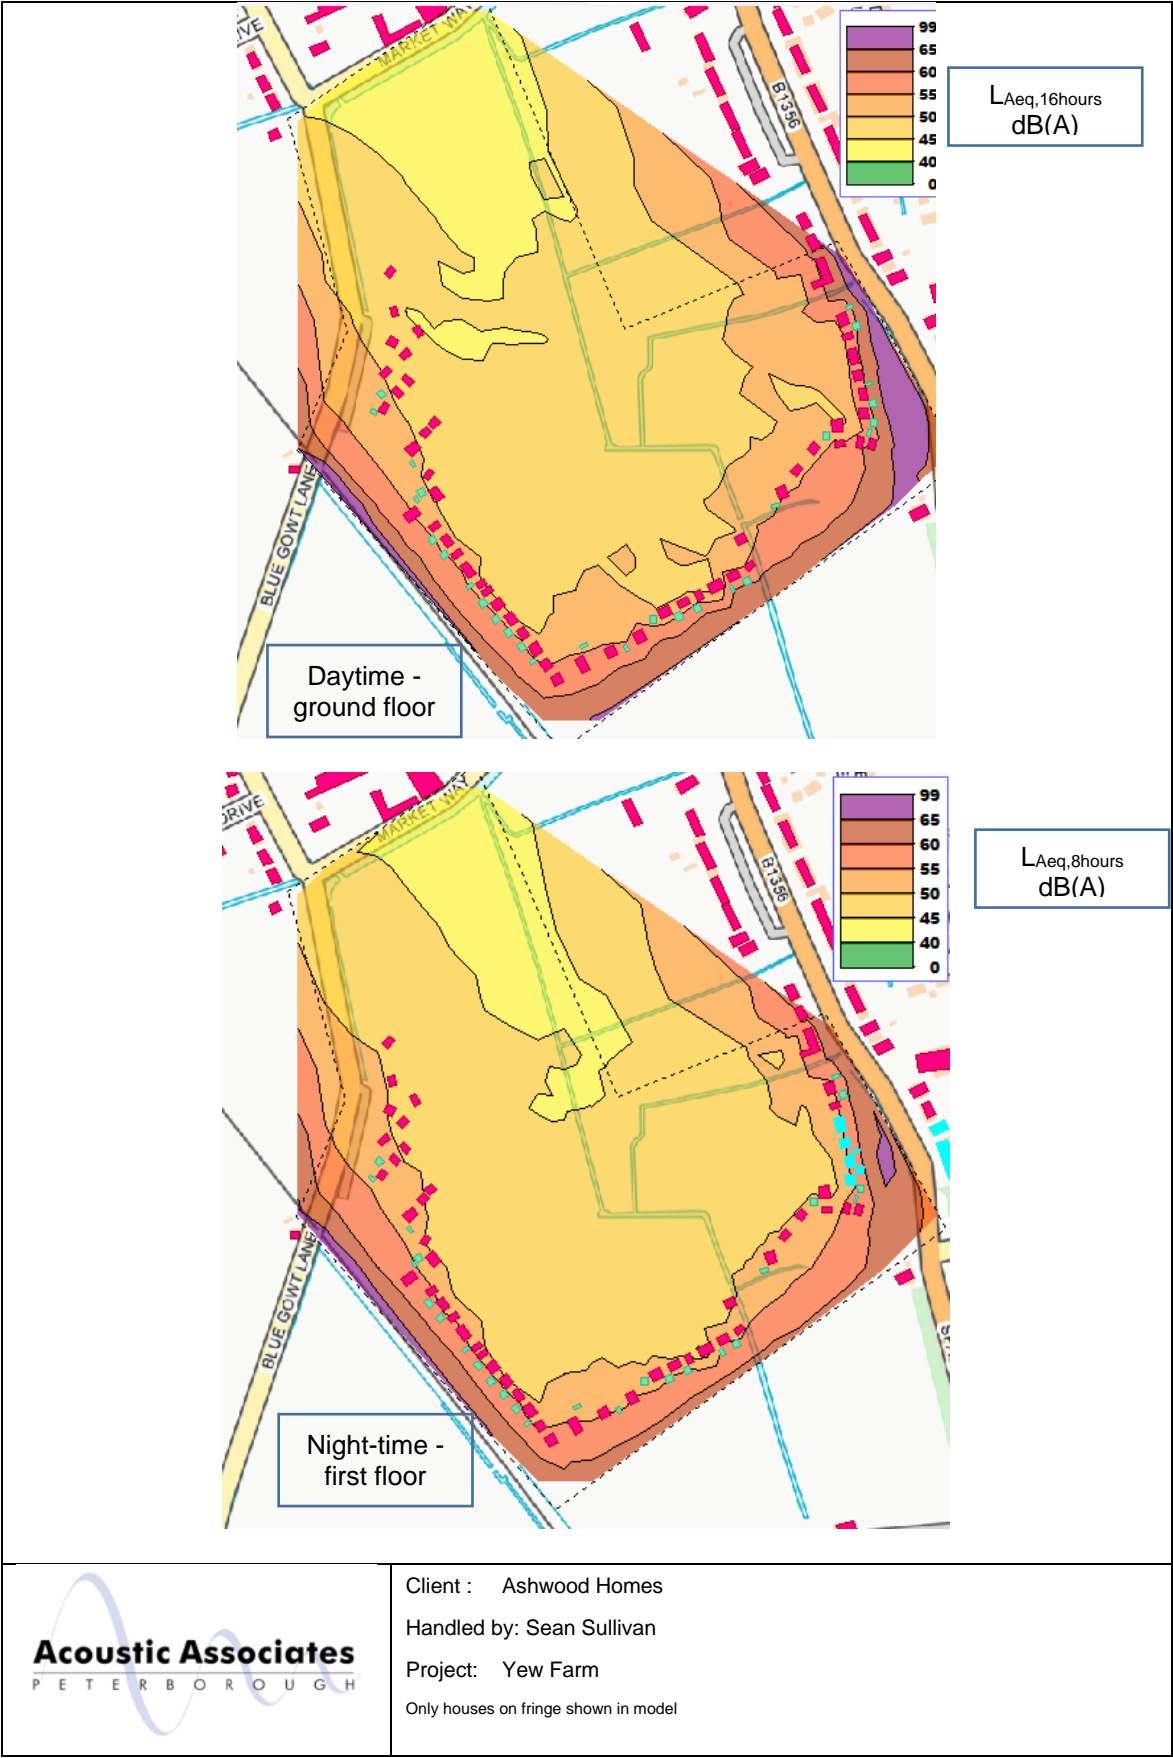 IVE
MARKET WAY
B1356
99
65
60
55
50
45
40
0
LAeq,16hours
dB(A)
BLUE GOWT LANE
Daytime -
ground floor
DRIVE
MARKET WAY
B1356
99
65
60
55
50
45
40
0
LAeq,8hours
dB(A)
BLUE GOWT LANE
Night-time -
first floor
Acoustic Associates
PETERBOROUGH
Client : Ashwood Homes
Handled by: Sean Sullivan
Project: Yew Farm
Only houses on fringe shown in model